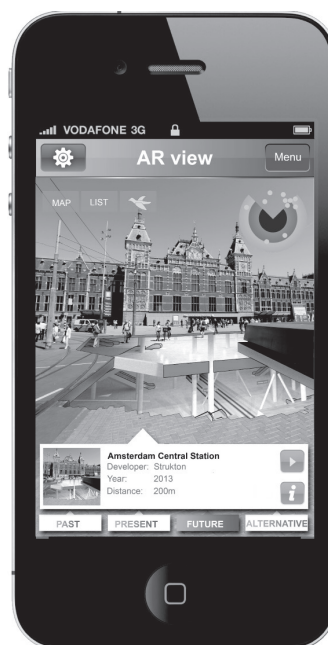 VODAFONE 3G
AR view
Menu
MAP LIST
Amsterdam Central Station
Developer: Strukton
Year: 2013
Distance: 200m
i
PAST PRESENT FUTURE ALTERNATIVE